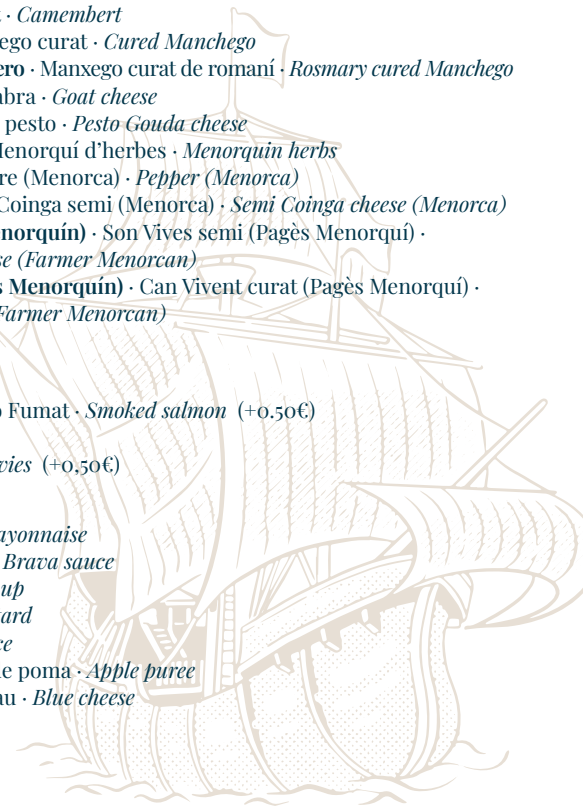 · Camembert
ego curat · Cured Manchego
ero · Manxego curat de romaní · Rosmary cured Manchego
bra · Goat cheese
pesto · Pesto Gouda cheese
Menorquí d’herbes · Menorquin herbs
re (Menorca) · Pepper (Menorca)
Coinga semi (Menorca) · Semi Coinga cheese (Menorca)
norquín) · Son Vives semi (Pagès Menorquí) ·
se (Farmer Menorcan)
s Menorquín) · Can Vivent curat (Pagès Menorquí) ·
Farmer Menorcan)
Fumat · Smoked salmon (+0.50€)
vies (+0,50€)
ayonnaise
Brava sauce
up
ard
ce
e poma · Apple puree
au · Blue cheese